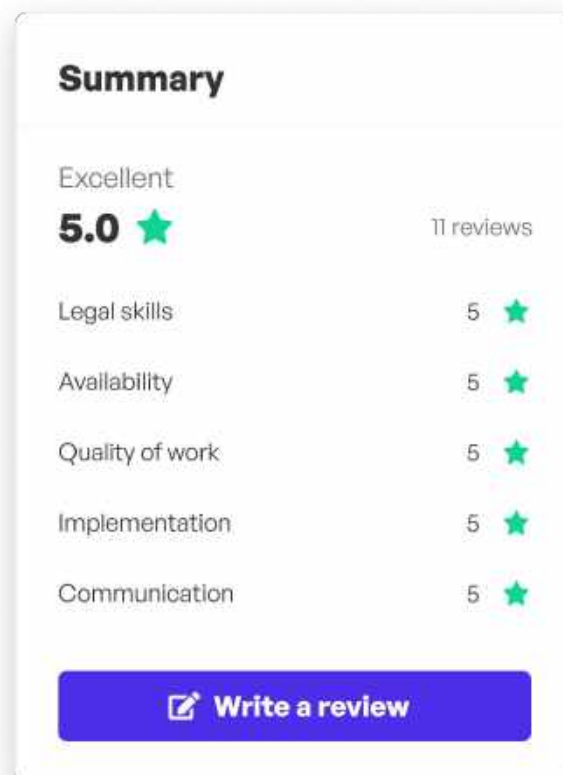 Summary
Excellent
5.0
11 reviews
Legal skills 5
Availability 5
Quality of work 5
Implementation 5
Communication 5
Write a review